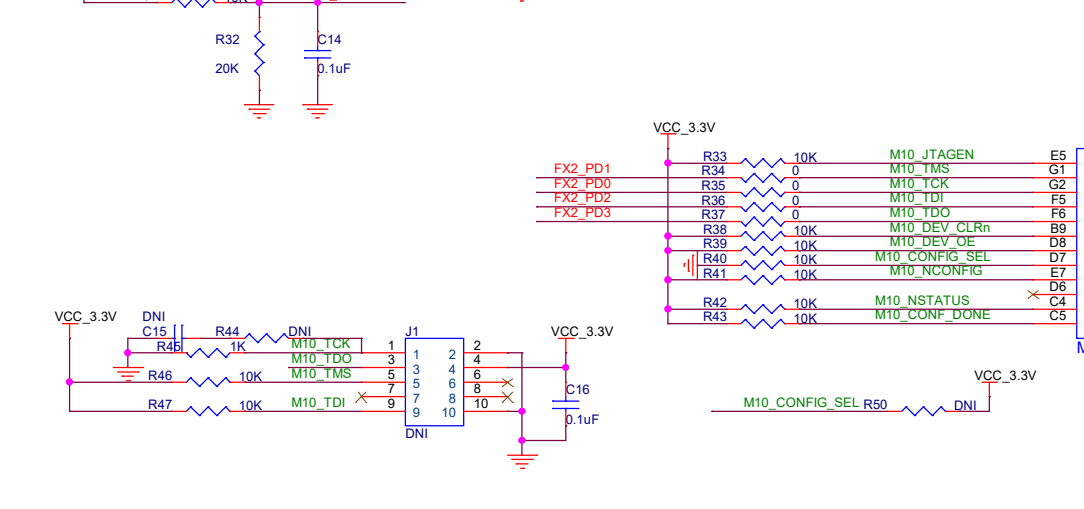 R32
C14
20K
0.1uF
VCC_3.3V
R33 10K M10_JTAGEN E5
FX2_PD1 R34 0 M10_TMS G1
FX2_PD0 R35 0 M10_TCK G2
FX2_PD2 R36 0 M10_TDI F5
FX2_PD3 R37 0 M10_TDO F6
R38 10K M10_DEV_CLRn B9
R39 10K M10_DEV_OE D8
R40 10K M10_CONFIG_SEL D7
R41 10K M10_NCONFIG E7
D6
R42 10K M10_NSTATUS C4
R43 10K M10_CONF_DONE C5
VCC_3.3V
DNI
C15 R44 DNI
J1
VCC_3.3V
R45 1K M10_TCK 1 1 2 2
M10_TDO 3 3 4 4
R46 10K M10_TMS 5 5 6 6
7 7 8 8
R47 10K M10_TDI 9 9 10 10
DNI
C16
0.1uF
VCC_3.3V
M10_CONFIG_SEL R50 DNI